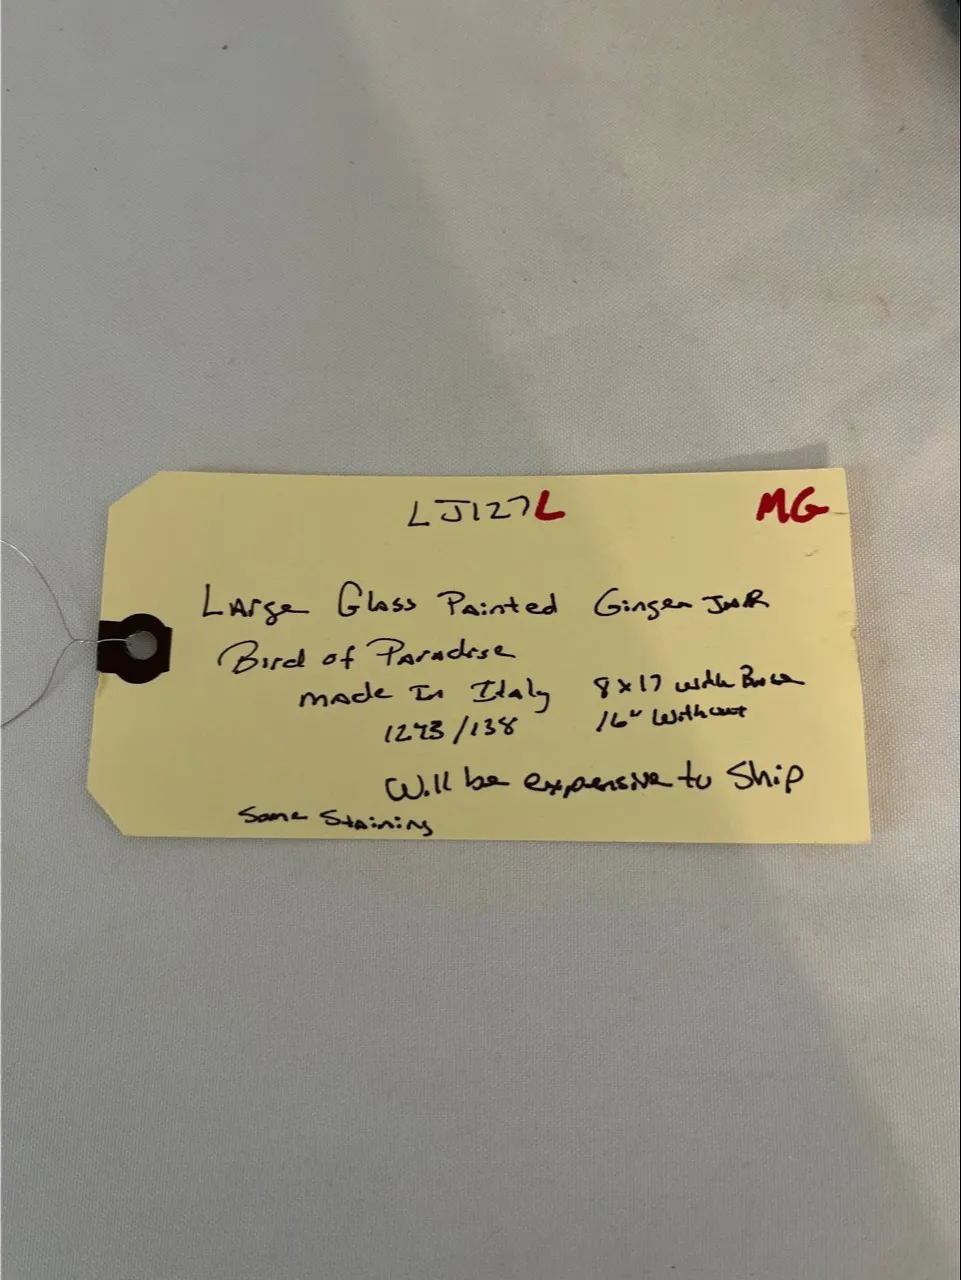 LJ127L MG
Large Glass Painted Ginger Jar
Bird of Paradise
made In Italy 8x17 with Base
1273/138 16" Without
Will be expensive to Ship
Some Staining